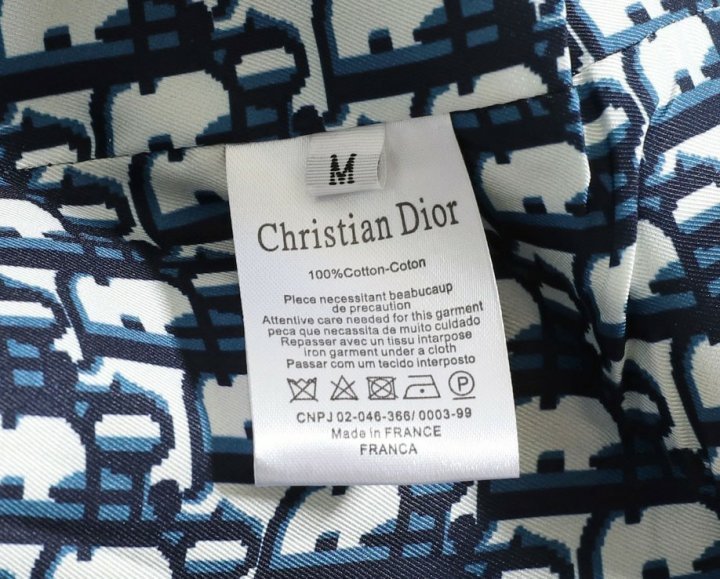 M
Christian Dior
100%Cotton-Coton
Piece necessitant beabucaup
de precaution
Attentive care needed for this garment
peca que necassita de muito cuidado
Repasser avec un tissu intarpose
iron garment under a cloth
Passar com um tecido interposto
P
CNPJ 02-046-366/0003-99
Made in FRANCE
FRANCA